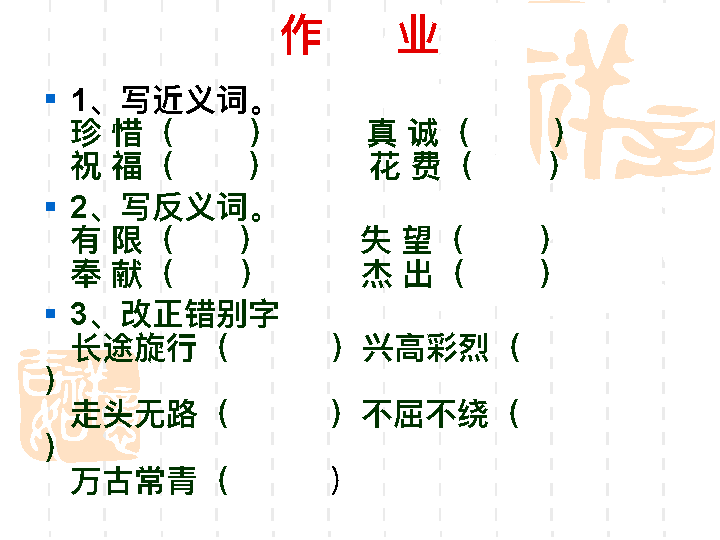 作 业
1、写近义词。
珍 惜（ ） 真 诚（ ）
祝 福（ ） 花 费（ ）
2、写反义词。
有 限（ ） 失 望（ ）
奉 献（ ） 杰 出（ ）
3、改正错别字
长途旋行（ ）兴高彩烈（
）
走头无路（ ）不屈不绕（
）
万古常青（ ）